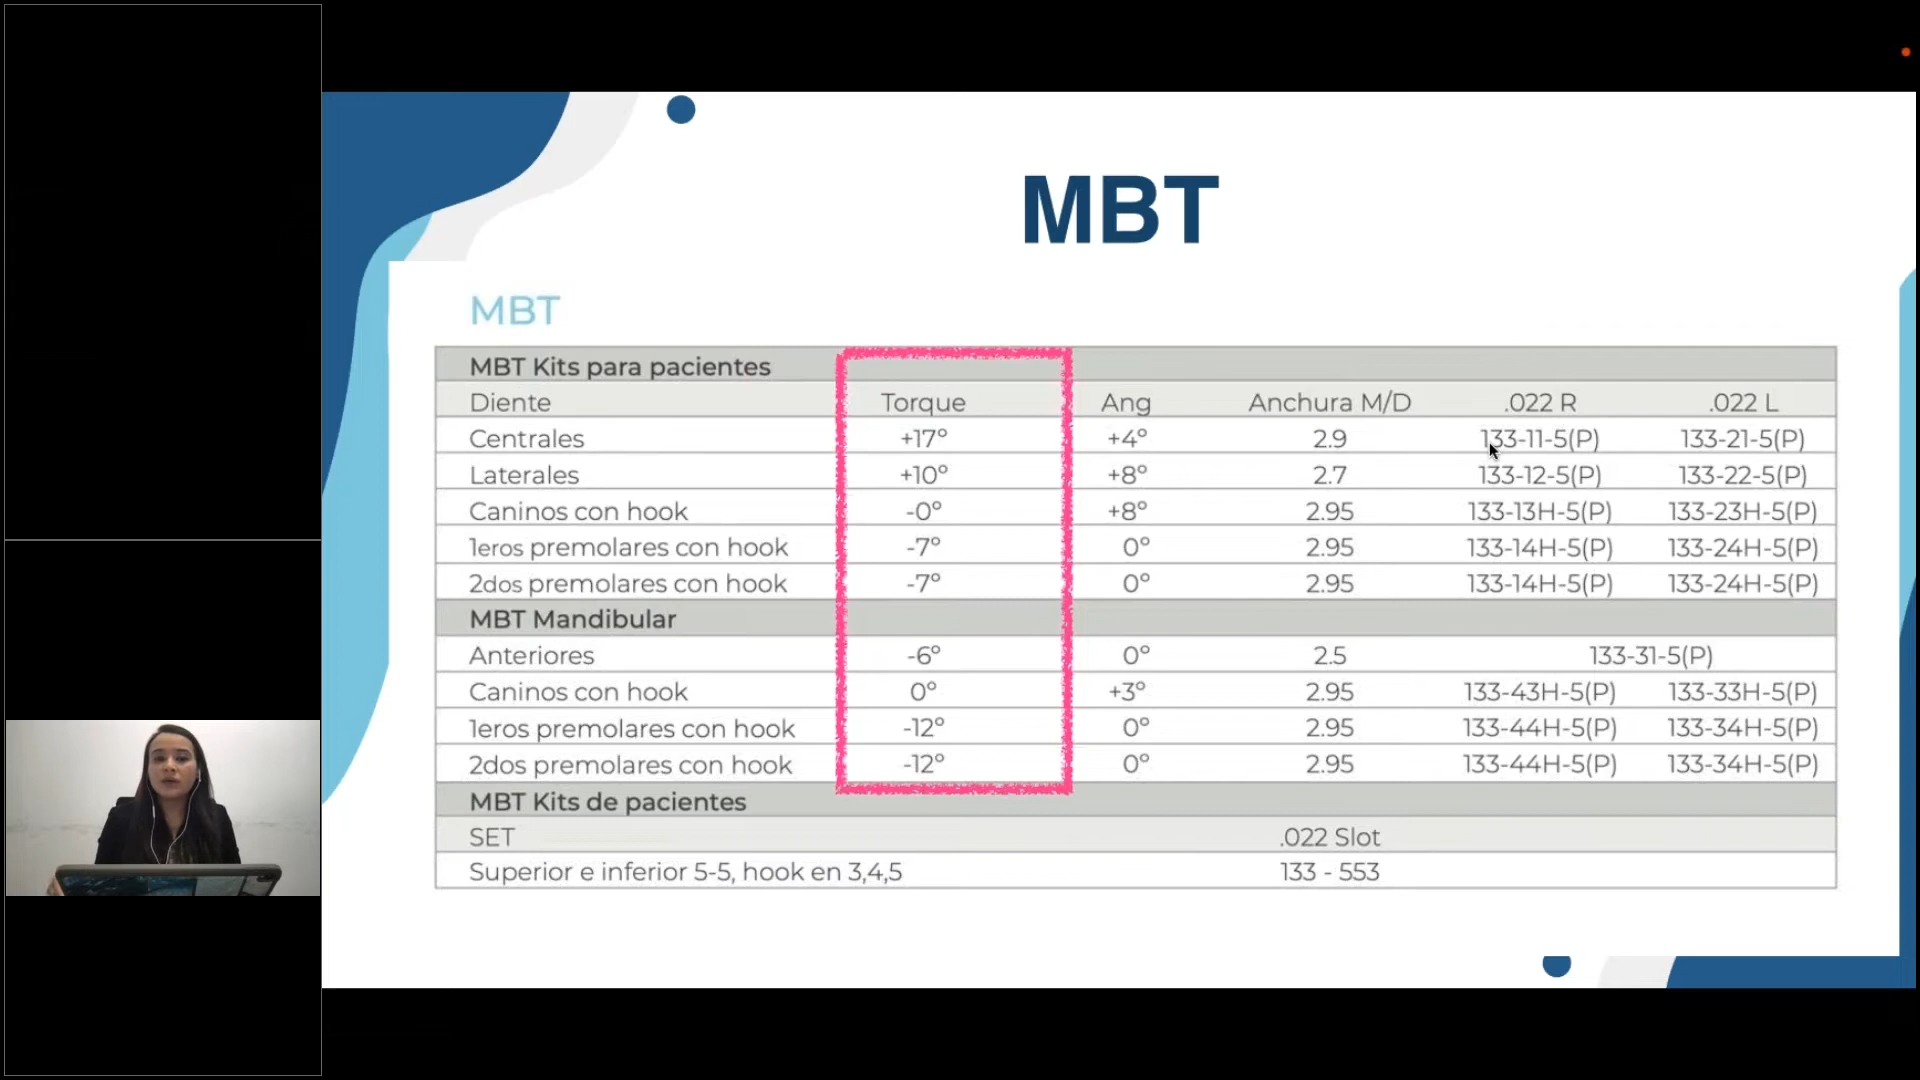 MBT
MBT
MBT Kits para pacientes
Diente Torque Ang Anchura M/D .022 R .022 L
Centrales +17° +4° 2.9 133-11-5(P) 133-21-5(P)
Laterales +10° +8° 2.7 133-12-5(P) 133-22-5(P)
Caninos con hook -0° +8° 2.95 133-13H-5(P) 133-23H-5(P)
1eros premolares con hook -7° 0° 2.95 133-14H-5(P) 133-24H-5(P)
2dos premolares con hook -7° 0° 2.95 133-14H-5(P) 133-24H-5(P)
MBT Mandibular
Anteriores -6° 0° 2.5 133-31-5(P)
Caninos con hook 0° +3° 2.95 133-43H-5(P) 133-33H-5(P)
1eros premolares con hook -12° 0° 2.95 133-44H-5(P) 133-34H-5(P)
2dos premolares con hook -12° 0° 2.95 133-44H-5(P) 133-34H-5(P)
MBT Kits de pacientes
SET .022 Slot
Superior e inferior 5-5, hook en 3,4,5 133 - 553